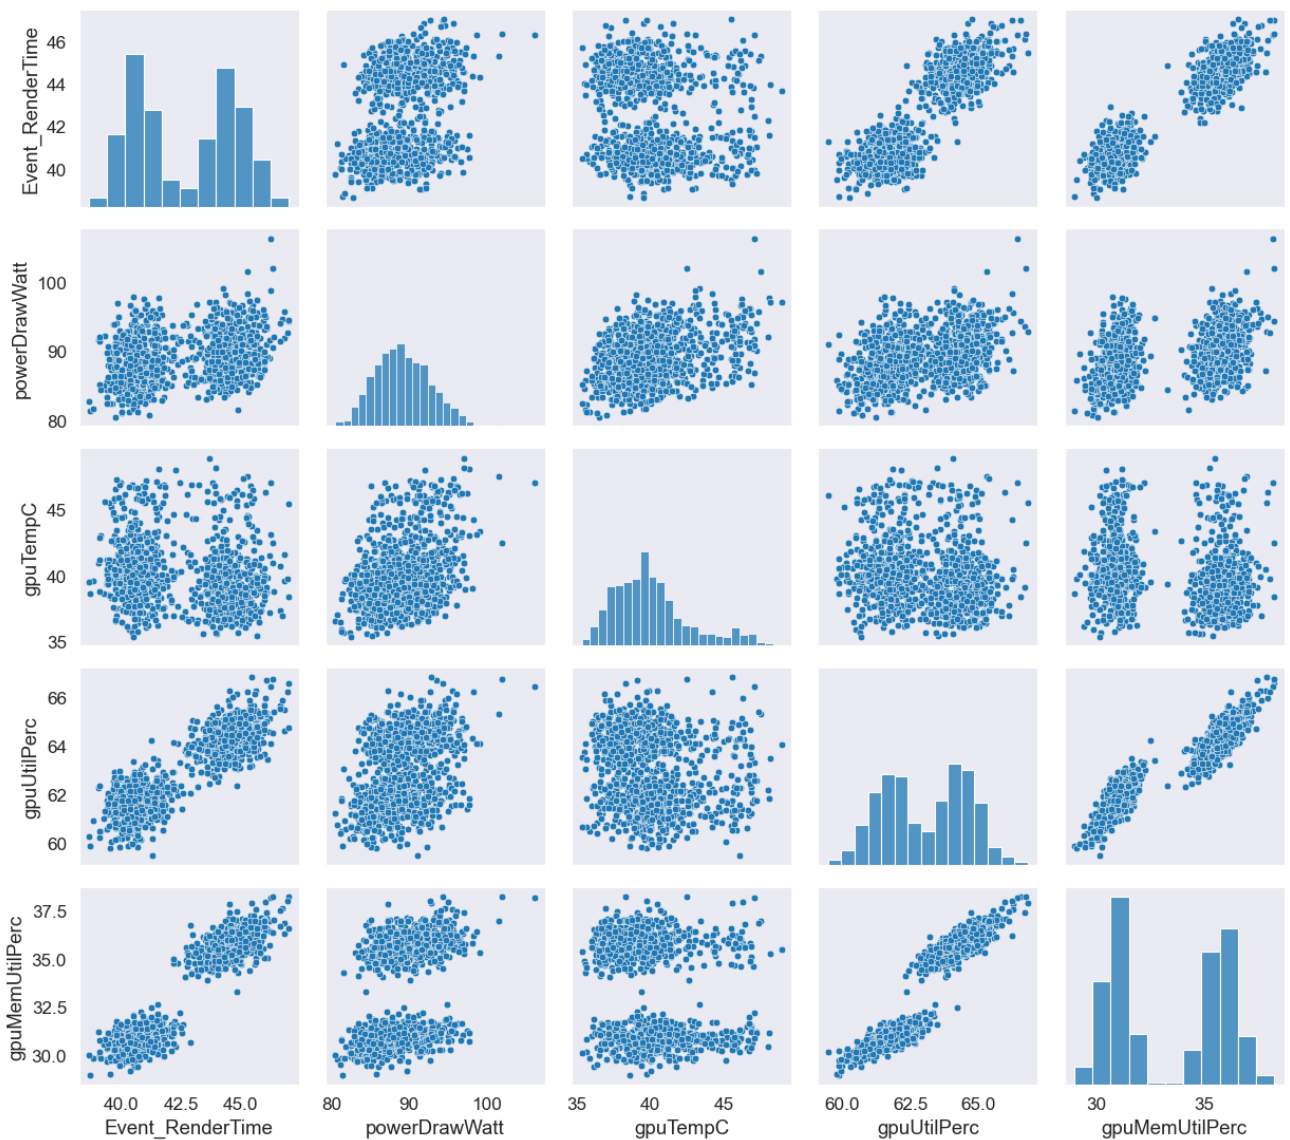 Event_RenderTime
46
44
42
40
powerDrawWatt
100
90
80
gpuTempC
45
40
35
gpuUtilPerc
66
64
62
60
gpuMemUtilPerc
37.5
35.0
32.5
30.0
40.0 42.5 45.0 80 90 100 35 40 45 60.0 62.5 65.0 30 35
Event_RenderTime powerDrawWatt gpuTempC gpuUtilPerc gpuMemUtilPerc